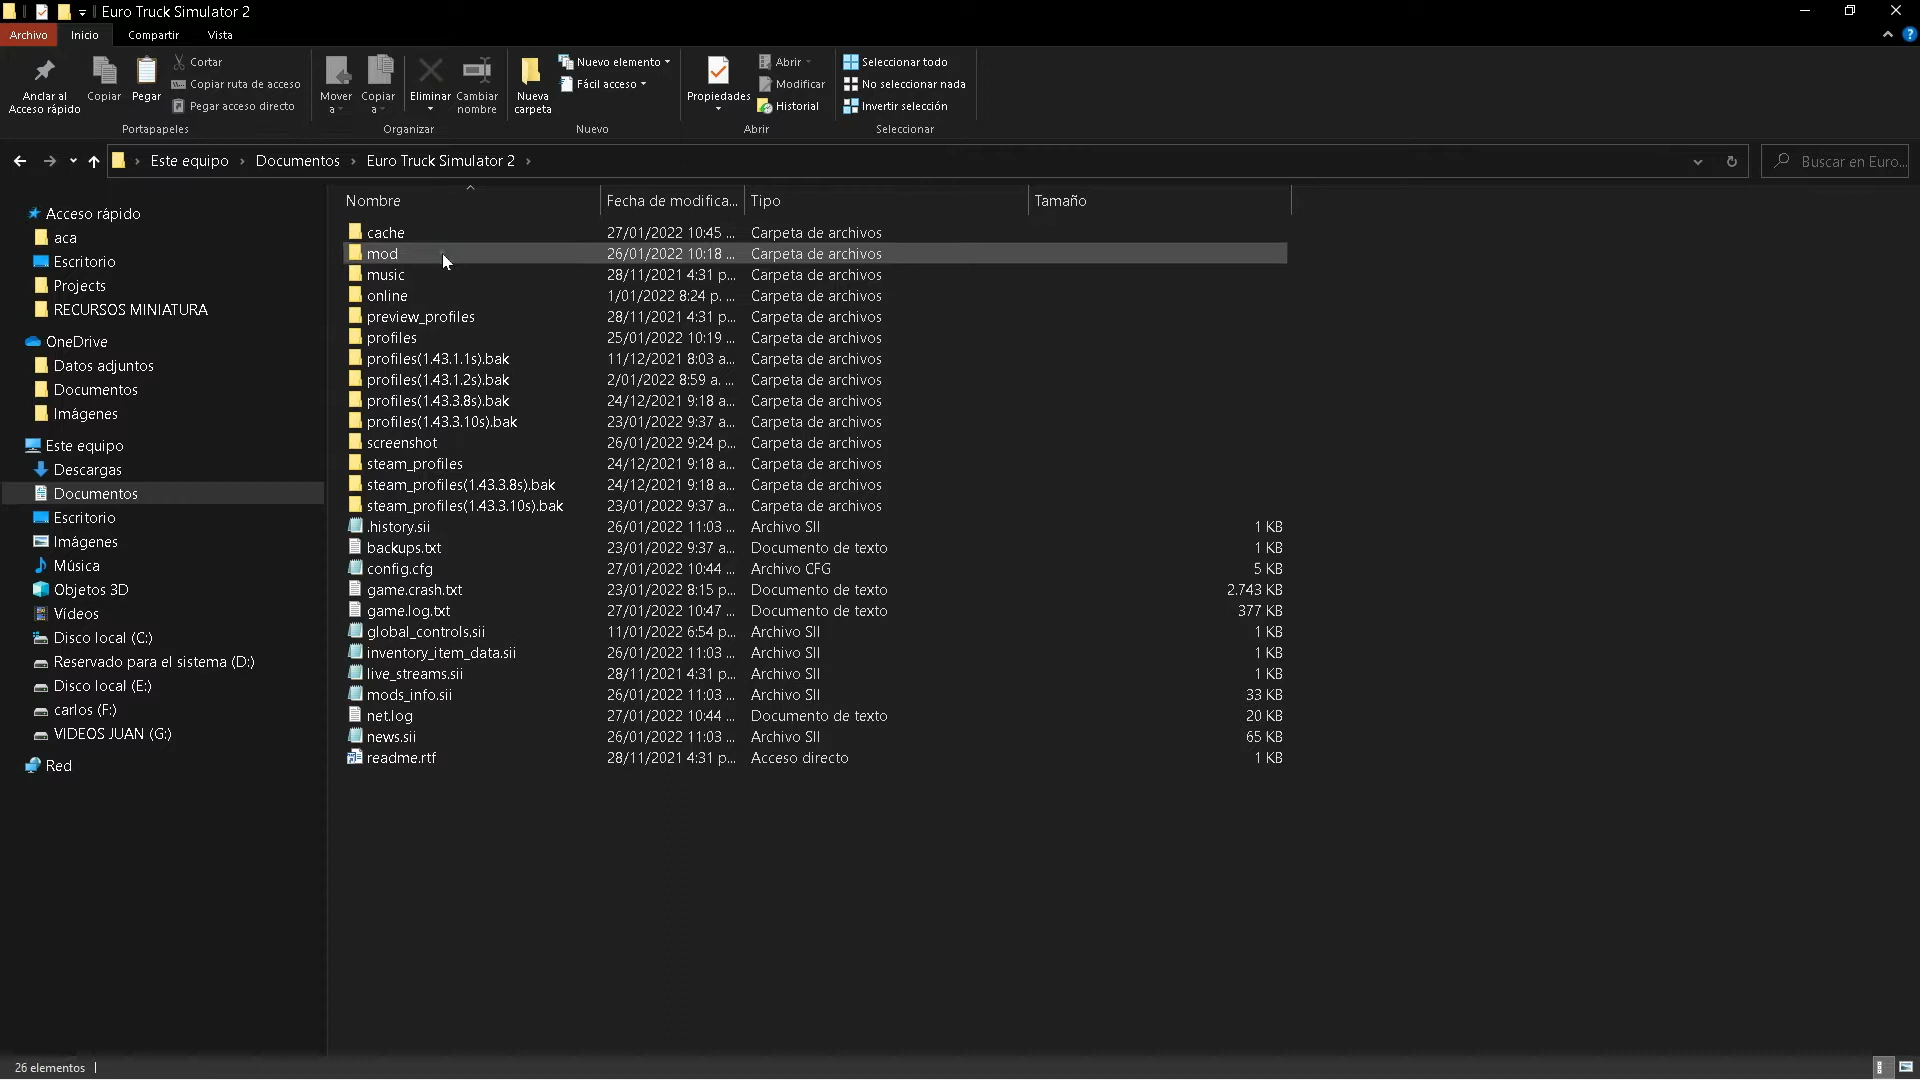 Euro Truck Simulator 2
Archivo Inicio Compartir Vista
Anclar al Acceso rápido
Copiar
Pegar
Cortar
Copiar ruta de acceso
Pegar acceso directo
Portapapeles
Mover a
Copiar a
Eliminar
Cambiar nombre
Organizar
Nueva carpeta
Nuevo elemento
Fácil acceso
Nuevo
Propiedades
Abrir
Modificar
Historial
Abrir
Seleccionar todo
No seleccionar nada
Invertir selección
Seleccionar
Este equipo › Documentos › Euro Truck Simulator 2 ›
Buscar en Euro...
Acceso rápido
aca
Escritorio
Projects
RECURSOS MINIATURA
OneDrive
Datos adjuntos
Documentos
Imágenes
Este equipo
Descargas
Documentos
Escritorio
Imágenes
Música
Objetos 3D
Vídeos
Disco local (C:)
Reservado para el sistema (D:)
Disco local (E:)
carlos (F:)
VIDEOS JUAN (G:)
Red
Nombre Fecha de modifica... Tipo Tamaño
cache 27/01/2022 10:45 ... Carpeta de archivos
mod 26/01/2022 10:18 ... Carpeta de archivos
music 28/11/2021 4:31 p... Carpeta de archivos
online 1/01/2022 8:24 p. ... Carpeta de archivos
preview_profiles 28/11/2021 4:31 p... Carpeta de archivos
profiles 25/01/2022 10:19 ... Carpeta de archivos
profiles(1.43.1.1s).bak 11/12/2021 8:03 a... Carpeta de archivos
profiles(1.43.1.2s).bak 2/01/2022 8:59 a. ... Carpeta de archivos
profiles(1.43.3.8s).bak 24/12/2021 9:18 a... Carpeta de archivos
profiles(1.43.3.10s).bak 23/01/2022 9:37 a... Carpeta de archivos
screenshot 26/01/2022 9:24 p... Carpeta de archivos
steam_profiles 24/12/2021 9:18 a... Carpeta de archivos
steam_profiles(1.43.3.8s).bak 24/12/2021 9:18 a... Carpeta de archivos
steam_profiles(1.43.3.10s).bak 23/01/2022 9:37 a... Carpeta de archivos
.history.sii 26/01/2022 11:03 ... Archivo SII 1 KB
backups.txt 23/01/2022 9:37 a... Documento de texto 1 KB
config.cfg 27/01/2022 10:44 ... Archivo CFG 5 KB
game.crash.txt 23/01/2022 8:15 p... Documento de texto 2.743 KB
game.log.txt 27/01/2022 10:47 ... Documento de texto 377 KB
global_controls.sii 11/01/2022 6:54 p... Archivo SII 1 KB
inventory_item_data.sii 26/01/2022 11:03 ... Archivo SII 1 KB
live_streams.sii 28/11/2021 4:31 p... Archivo SII 1 KB
mods_info.sii 26/01/2022 11:03 ... Archivo SII 33 KB
net.log 27/01/2022 10:44 ... Documento de texto 20 KB
news.sii 26/01/2022 11:03 ... Archivo SII 65 KB
readme.rtf 28/11/2021 4:31 p... Acceso directo 1 KB
26 elementos